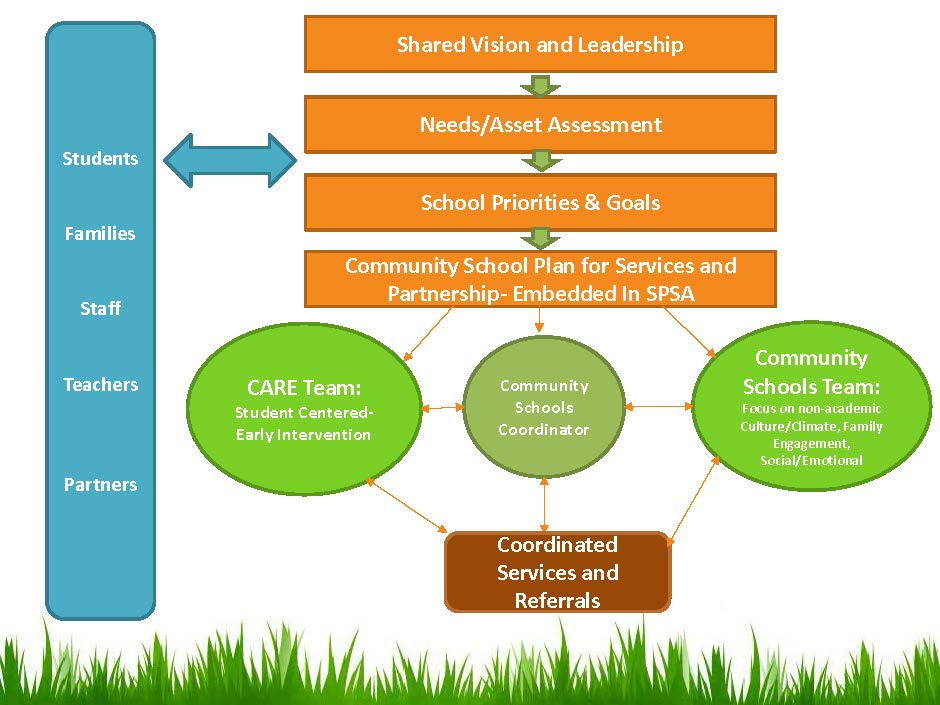 Students
Families
Staff
Teachers
Partners
Shared Vision and Leadership
Needs/Asset Assessment
School Priorities & Goals
Community School Plan for Services and
Partnership- Embedded In SPSA
CARE Team:
Student Centered-
Early Intervention
Community
Schools
Coordinator
Community
Schools Team:
Focus on non-academic
Culture/Climate, Family
Engagement,
Social/Emotional
Coordinated
Services and
Referrals